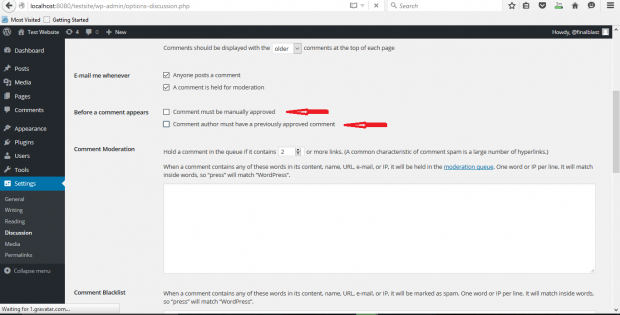 localhost:8080/testsite/wp-admin/options-discussion.php
Search
Most Visited Getting Started
Test Website 4 0 + New Howdy, @finalblast
Dashboard
Posts
Media
Pages
Comments
Appearance
Plugins
Users
Tools
Settings
General
Writing
Reading
Discussion
Media
Permalinks
Collapse menu
Comments should be displayed with the older comments at the top of each page
E-mail me whenever
Anyone posts a comment
A comment is held for moderation
Before a comment appears
Comment must be manually approved
Comment author must have a previously approved comment
Comment Moderation
Hold a comment in the queue if it contains 2 or more links. (A common characteristic of comment spam is a large number of hyperlinks.)
When a comment contains any of these words in its content, name, URL, e-mail, or IP, it will be held in the moderation queue. One word or IP per line. It will match
inside words, so "press" will match "WordPress".
Comment Blacklist
When a comment contains any of these words in its content, name, URL, e-mail, or IP, it will be marked as spam. One word or IP per line. It will match inside words,
so "press" will match "WordPress".
Waiting for 1.gravatar.com...